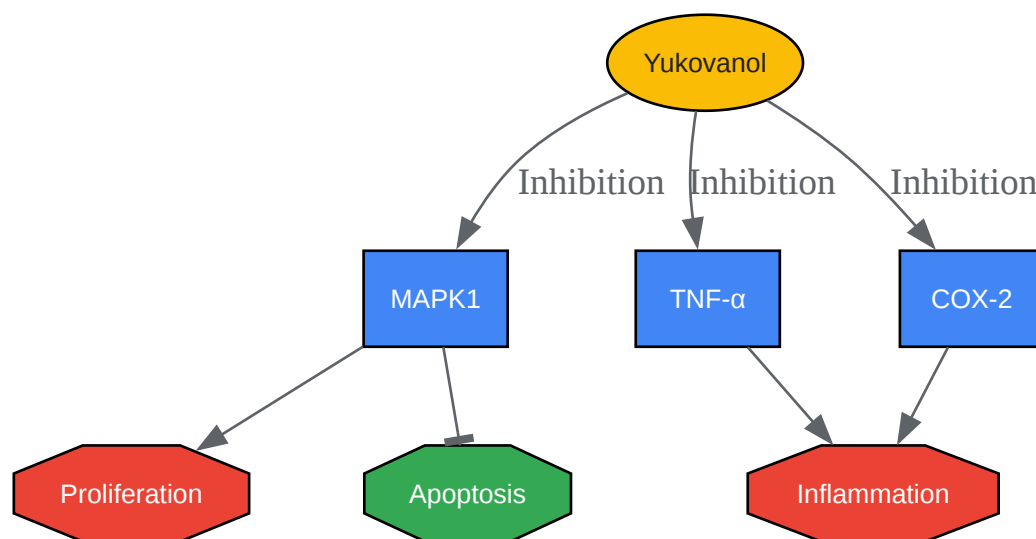 Yukovanol
Inhibition
Inhibition
Inhibition
MAPK1
TNF-α
COX-2
Proliferation
Apoptosis
Inflammation